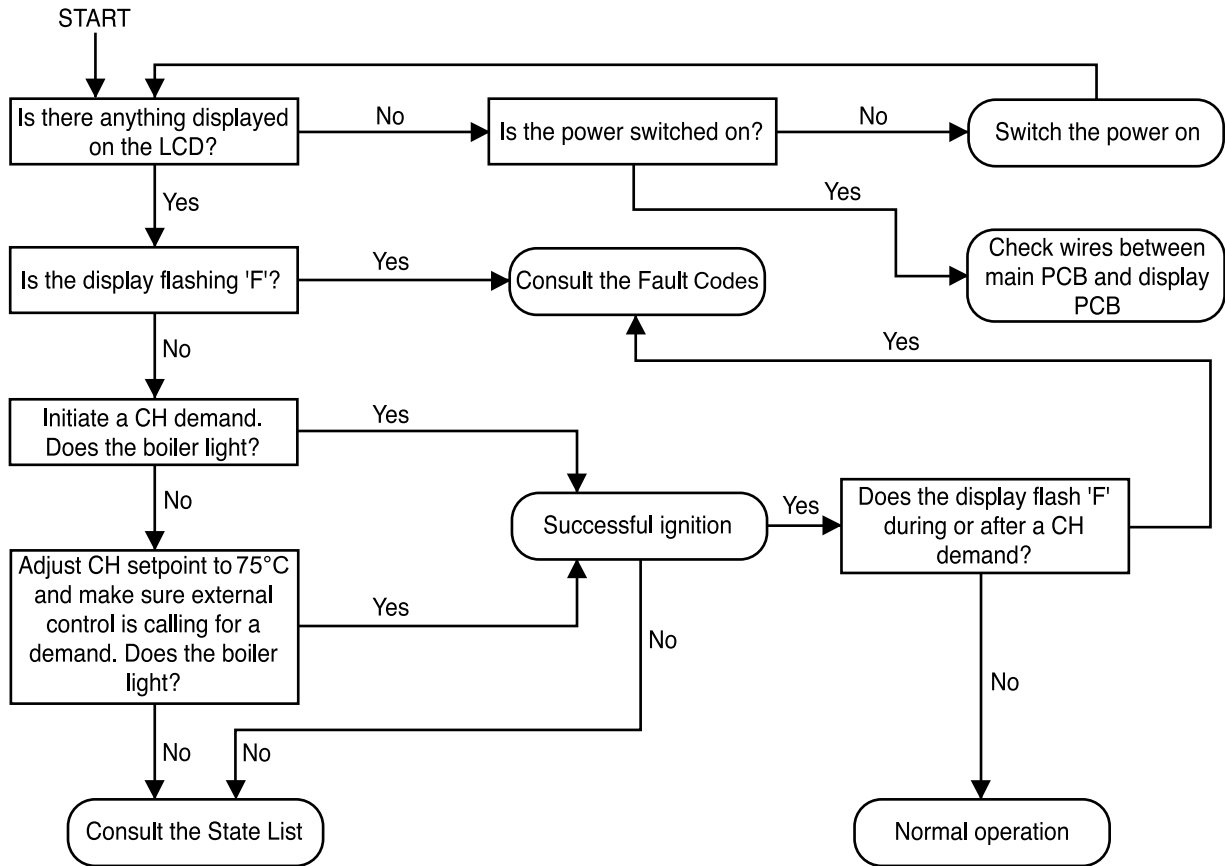 START
Is there anything displayed
on the LCD?
No
Is the power switched on?
No
Switch the power on
Yes
Yes
Check wires between
main PCB and display
PCB
Is the display flashing 'F'?
Yes
Consult the Fault Codes
No
Yes
Initiate a CH demand.
Does the boiler light?
Yes
No
Successful ignition
Yes
Does the display flash 'F'
during or after a CH
demand?
Adjust CH setpoint to 75°C
and make sure external
control is calling for a
demand. Does the boiler
light?
Yes
No
No
No
No
Consult the State List
Normal operation